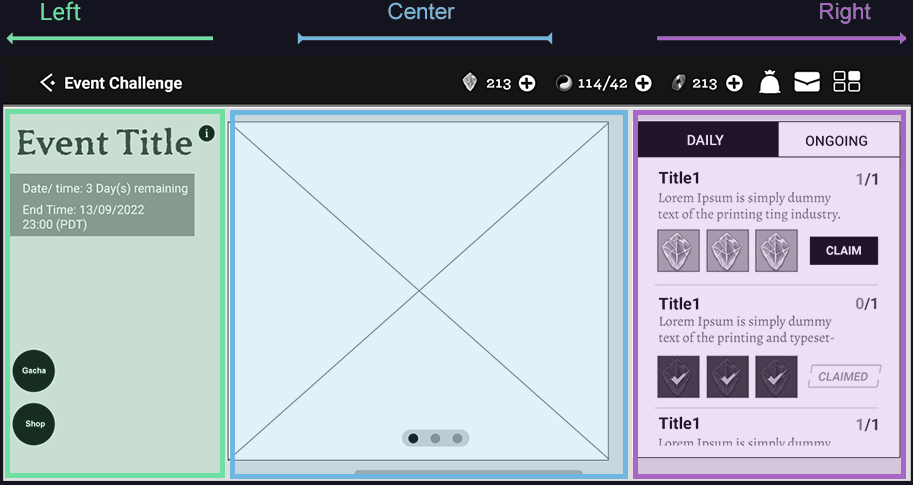 Left
Center
Right
Event Challenge
213
114/42
213
Event Title
i
Date/ time: 3 Day(s) remaining
End Time: 13/09/2022
23:00 (PDT)
Gacha
Shop
DAILY
ONGOING
Title1
1/1
Lorem Ipsum is simply dummy
text of the printing ting industry.
CLAIM
Title1
0/1
Lorem Ipsum is simply dummy
text of the printing and typeset-
CLAIMED
Title1
1/1
Lorem Ipsum is simply dummy